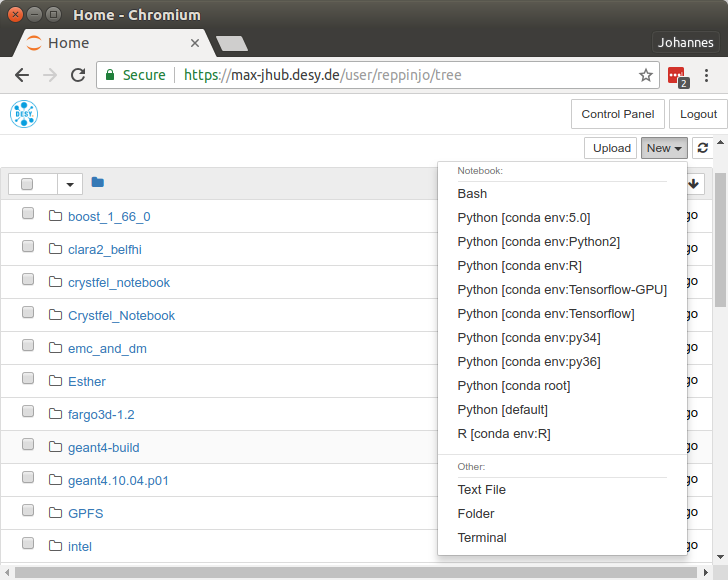 Home - Chromium
Home
Johannes
Secure
https://max-jhub.desy.de/user/reppinjo/tree
2
DESY
Control Panel
Logout
Upload
New
Notebook:
Bash
Python [conda env:5.0]
Python [conda env:Python2]
Python [conda env:R]
Python [conda env:Tensorflow-GPU]
Python [conda env:Tensorflow]
Python [conda env:py34]
Python [conda env:py36]
Python [conda root]
Python [default]
R [conda env:R]
Other:
Text File
Folder
Terminal
boost_1_66_0
go
clara2_belfhi
go
crystfel_notebook
go
Crystfel_Notebook
go
emc_and_dm
go
Esther
go
fargo3d-1.2
go
geant4-build
go
geant4.10.04.p01
go
GPFS
go
intel
go